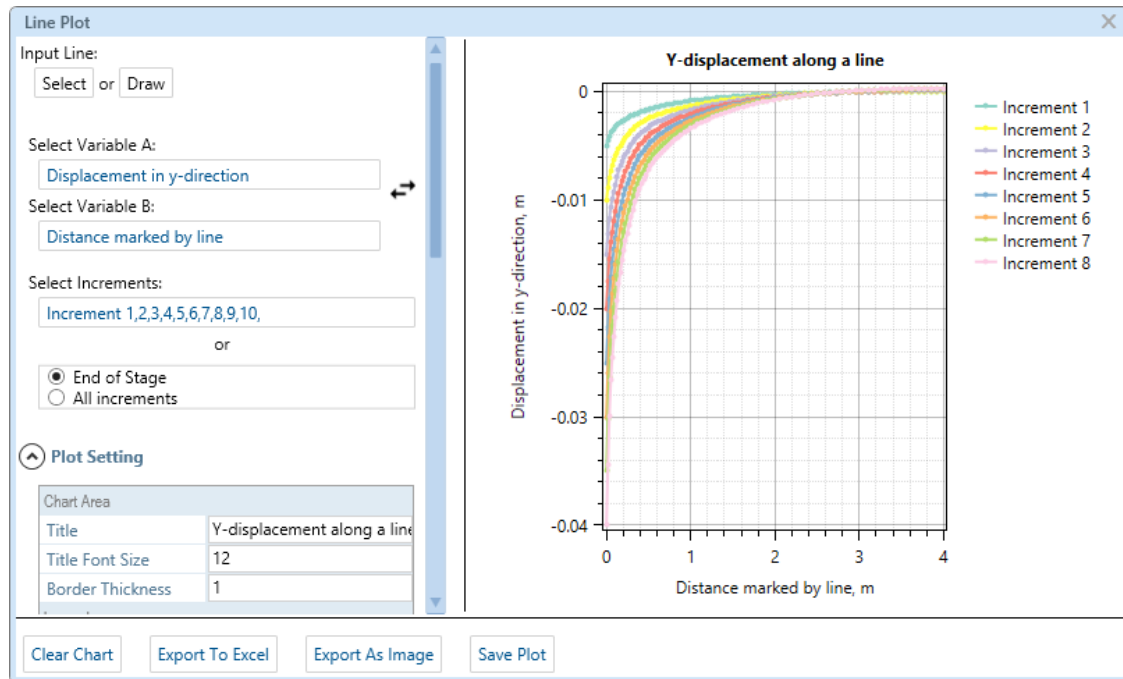 Line Plot
Input Line:
Select or Draw
Select Variable A:
Displacement in y-direction
Select Variable B:
Distance marked by line
Select Increments:
Increment 1,2,3,4,5,6,7,8,9,10,
or
End of Stage
All increments
Plot Setting
Chart Area
Title Y-displacement along a line
Title Font Size 12
Border Thickness 1
Y-displacement along a line
Displacement in y-direction, m
0
-0.01
-0.02
-0.03
-0.04
0 1 2 3 4
Distance marked by line, m
Increment 1
Increment 2
Increment 3
Increment 4
Increment 5
Increment 6
Increment 7
Increment 8
Clear Chart Export To Excel Export As Image Save Plot